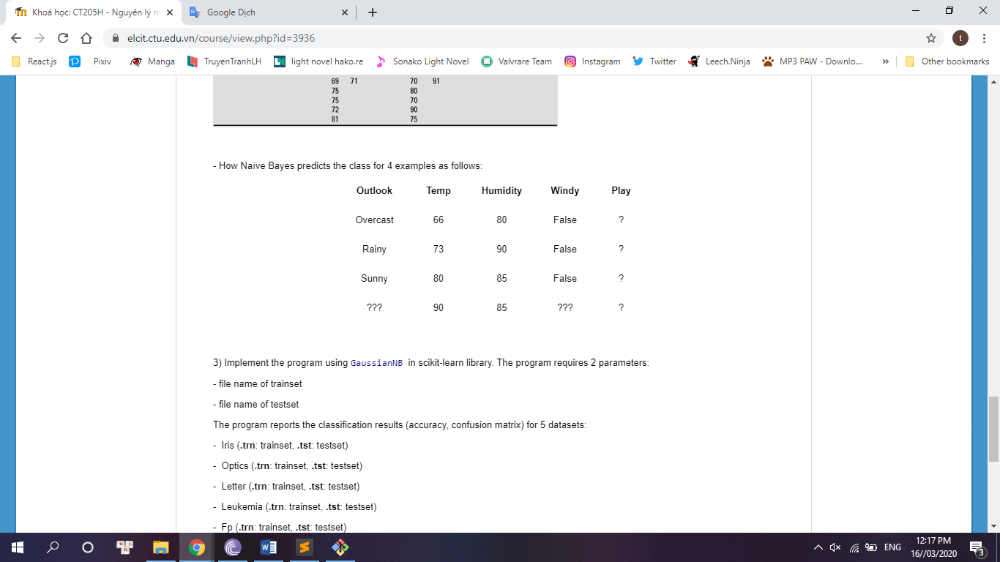 Khoá học: CT205H - Nguyên lý m
Google Dịch
elcit.ctu.edu.vn/course/view.php?id=3936
t
React.js Pixiv Manga TruyenTranhLH light novel hako.re Sonako Light Novel Valvrare Team Instagram Twitter Leech.Ninja MP3 PAW - Downlo... » Other bookmarks
69 71 70 91
75 80
75 70
72 90
81 75
- How Naïve Bayes predicts the class for 4 examples as follows:
Outlook Temp Humidity Windy Play
Overcast 66 80 False ?
Rainy 73 90 False ?
Sunny 80 85 False ?
??? 90 85 ??? ?
3) Implement the program using GaussianNB in scikit-learn library. The program requires 2 parameters:
- file name of trainset
- file name of testset
The program reports the classification results (accuracy, confusion matrix) for 5 datasets:
- Iris (.trn: trainset, .tst: testset)
- Optics (.trn: trainset, .tst: testset)
- Letter (.trn: trainset, .tst: testset)
- Leukemia (.trn: trainset, .tst: testset)
- Fp (.trn: trainset, .tst: testset)
ENG
12:17 PM
16//03/2020
3